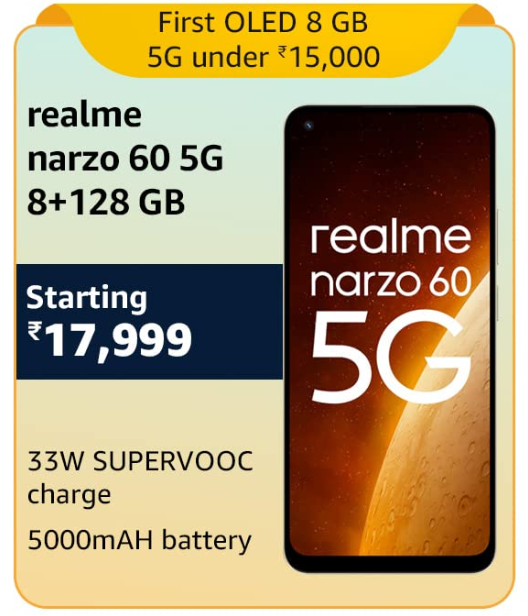 First OLED 8 GB
5G under ₹15,000
realme
narzo 60 5G
8+128 GB
Starting
₹17,999
33W SUPERVOOC
charge
5000mAH battery
realme
narzo 60
5G